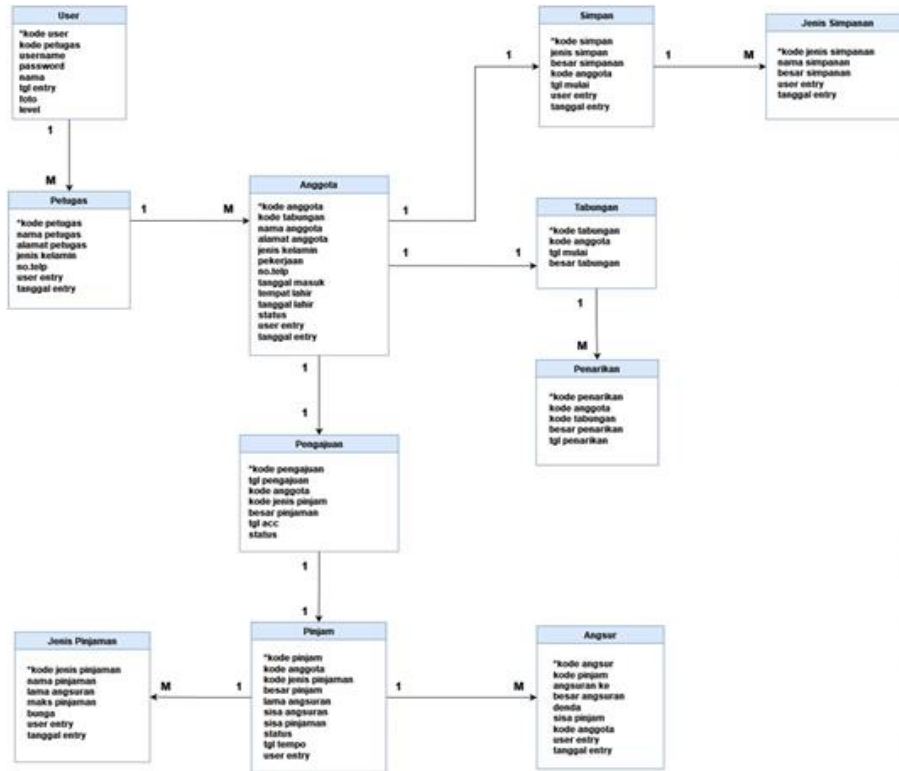 User
*kode user
kode petugas
username
password
nama
tgl entry
foto
level
1
M
Petugas
*kode petugas
nama petugas
alamat petugas
jenis kelamin
no.telp
user entry
tanggal entry
1
M
Anggota
*kode anggota
kode tabungan
nama anggota
alamat anggota
jenis kelamin
pekerjaan
no.telp
tanggal masuk
tempat lahir
tanggal lahir
status
user entry
tanggal entry
1
1
Simpan
*kode simpan
jenis simpan
besar simpanan
kode anggota
tgl mulai
user entry
tanggal entry
1
M
Jenis Simpanan
*kode jenis simpanan
nama simpanan
besar simpanan
user entry
tanggal entry
1
1
Tabungan
*kode tabungan
kode anggota
tgl mulai
besar tabungan
1
M
Penarikan
*kode penarikan
kode anggota
kode tabungan
besar penarikan
tgl penarikan
1
1
Pengajuan
*kode pengajuan
tgl pengajuan
kode anggota
kode jenis pinjam
besar pinjaman
tgl acc
status
1
1
Pinjam
*kode pinjam
kode anggota
kode jenis pinjaman
besar pinjam
lama angsuran
sisa angsuran
sisa pinjaman
status
tgl tempo
user entry
1
M
Jenis Pinjaman
*kode jenis pinjaman
nama pinjaman
lama angsuran
maks pinjaman
bunga
user entry
tanggal entry
1
M
Angsur
*kode angsur
kode pinjam
angsuran ke
besar angsuran
denda
sisa pinjam
kode anggota
user entry
tanggal entry